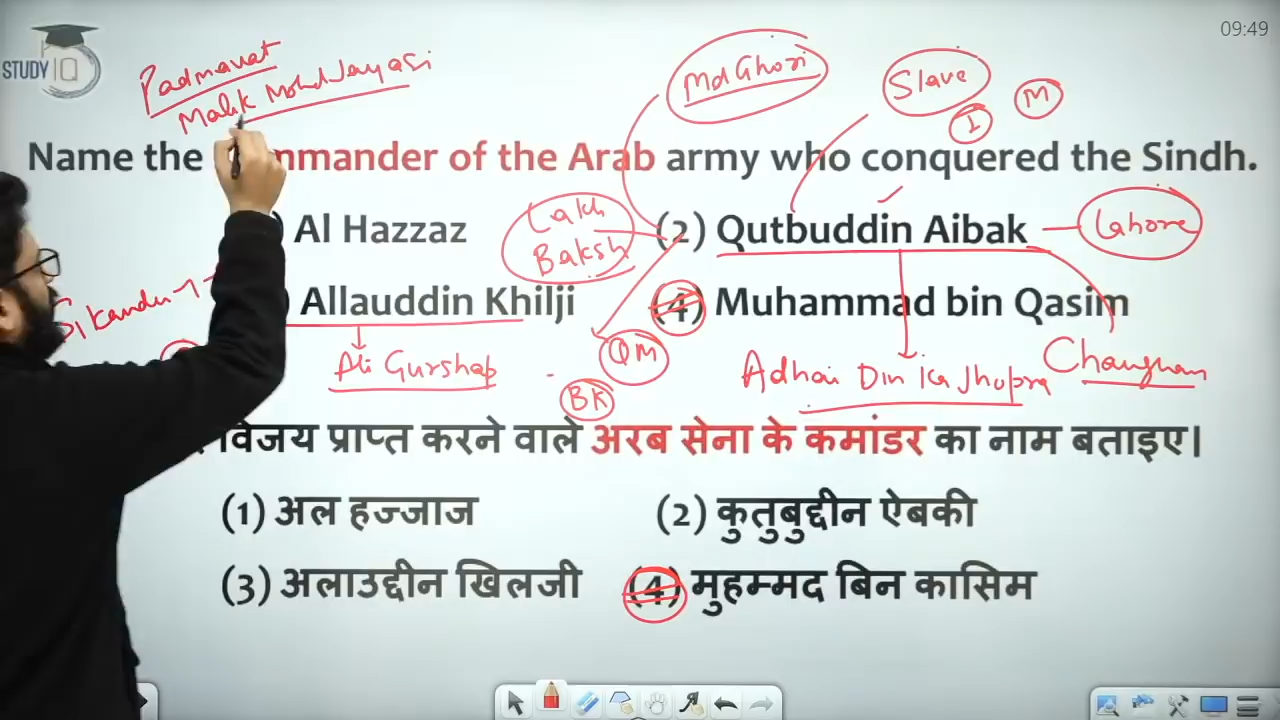 09:49
STUDY IQ
Padmavat
Malik Mohd Jayasi
Md Ghori
Slave
I
M
Name the mmander of the Arab army who conquered the Sindh.
) Al Hazzaz
Lakh
Baksh
(2) Qutbuddin Aibak
Lahore
Sikander
) Allauddin Khilji
(4) Muhammad bin Qasim
Ali Gurshap
QM
BK
Adhai Din Ka Jhopra
Chaugham
विजय प्राप्त करने वाले अरब सेना के कमांडर का नाम बताइए।
(1) अल हज्जाज
(2) कुतुबुद्दीन ऐबकी
(3) अलाउद्दीन खिलजी
(4) मुहम्मद बिन कासिम